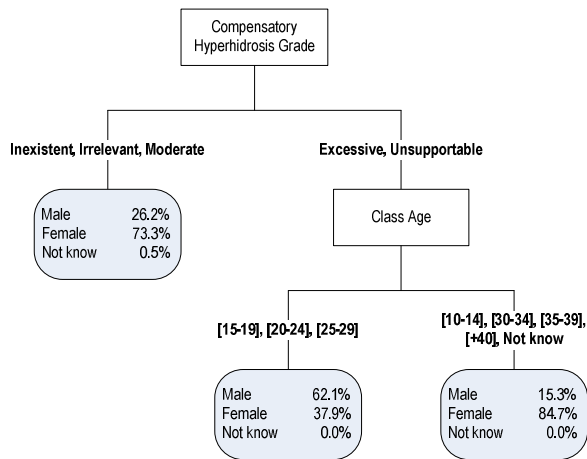 Compensatory
Hyperhidrosis Grade
Inexistent, Irrelevant, Moderate
Excessive, Unsupportable
Male 26.2%
Female 73.3%
Not know 0.5%
Class Age
[15-19], [20-24], [25-29]
[10-14], [30-34], [35-39],
[+40], Not know
Male 62.1%
Female 37.9%
Not know 0.0%
Male 15.3%
Female 84.7%
Not know 0.0%